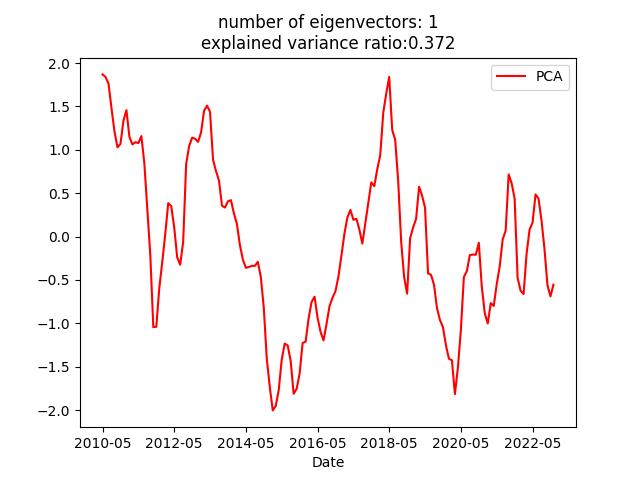 number of eigenvectors: 1
explained variance ratio:0.372
PCA
2.0
1.5
1.0
0.5
0.0
−0.5
−1.0
−1.5
−2.0
2010-05 2012-05 2014-05 2016-05 2018-05 2020-05 2022-05
Date